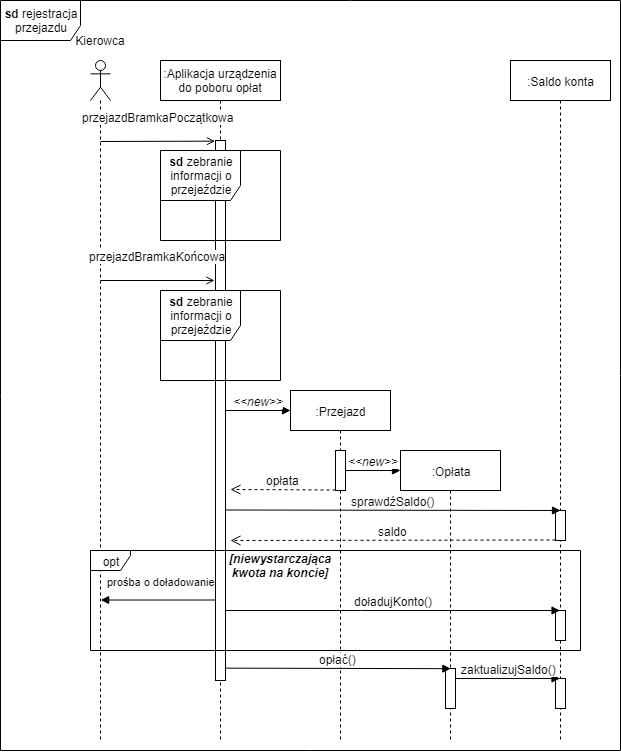 sd rejestracja
przejazdu
Kierowca
:Aplikacja urządzenia
do poboru opłat
:Saldo konta
przejazdBramkaPoczątkowa
sd zebranie
informacji o
przejeździe
przejazdBramkaKońcowa
sd zebranie
informacji o
przejeździe
<<new>>
:Przejazd
<<new>>
:Opłata
opłata
sprawdźSaldo()
saldo
opt
[niewystarczająca
kwota na koncie]
prośba o doładowanie
doładujKonto()
opłać()
zaktualizujSaldo()